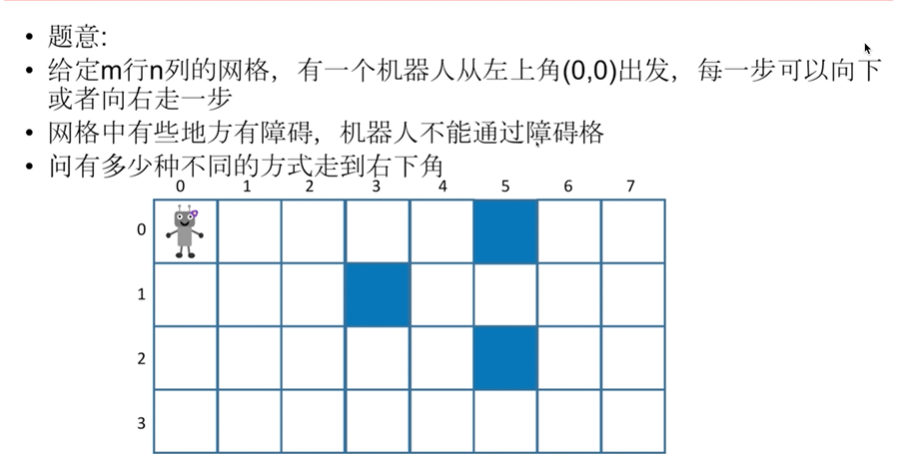 • 题意:
• 给定m行n列的网格，有一个机器人从左上角(0,0)出发，每一步可以向下
或者向右走一步
• 网格中有些地方有障碍，机器人不能通过障碍格
• 问有多少种不同的方式走到右下角
0 1 2 3 4 5 6 7
0
1
2
3